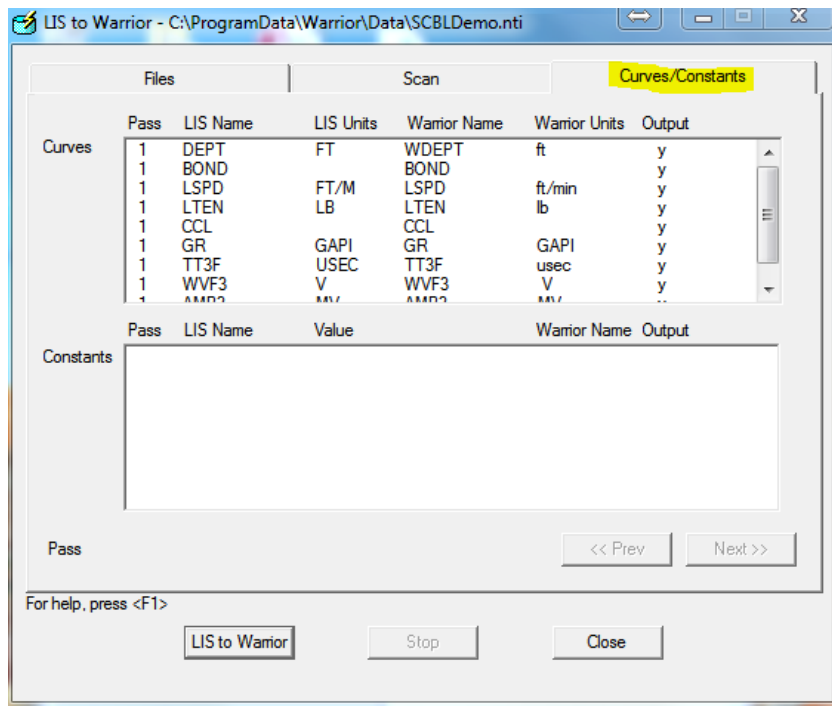 LIS to Warrior - C:\ProgramData\Warrior\Data\SCBLDemo.nti
Files Scan Curves/Constants
Pass LIS Name LIS Units Warrior Name Warrior Units Output
Curves
1 DEPT FT WDEPT ft y
1 BOND BOND y
1 LSPD FT/M LSPD ft/min y
1 LTEN LB LTEN lb y
1 CCL CCL y
1 GR GAPI GR GAPI y
1 TT3F USEC TT3F usec y
1 WVF3 V WVF3 V y
Pass LIS Name Value Warrior Name Output
Constants
Pass << Prev Next >>
For help, press <F1>
LIS to Warrior Stop Close